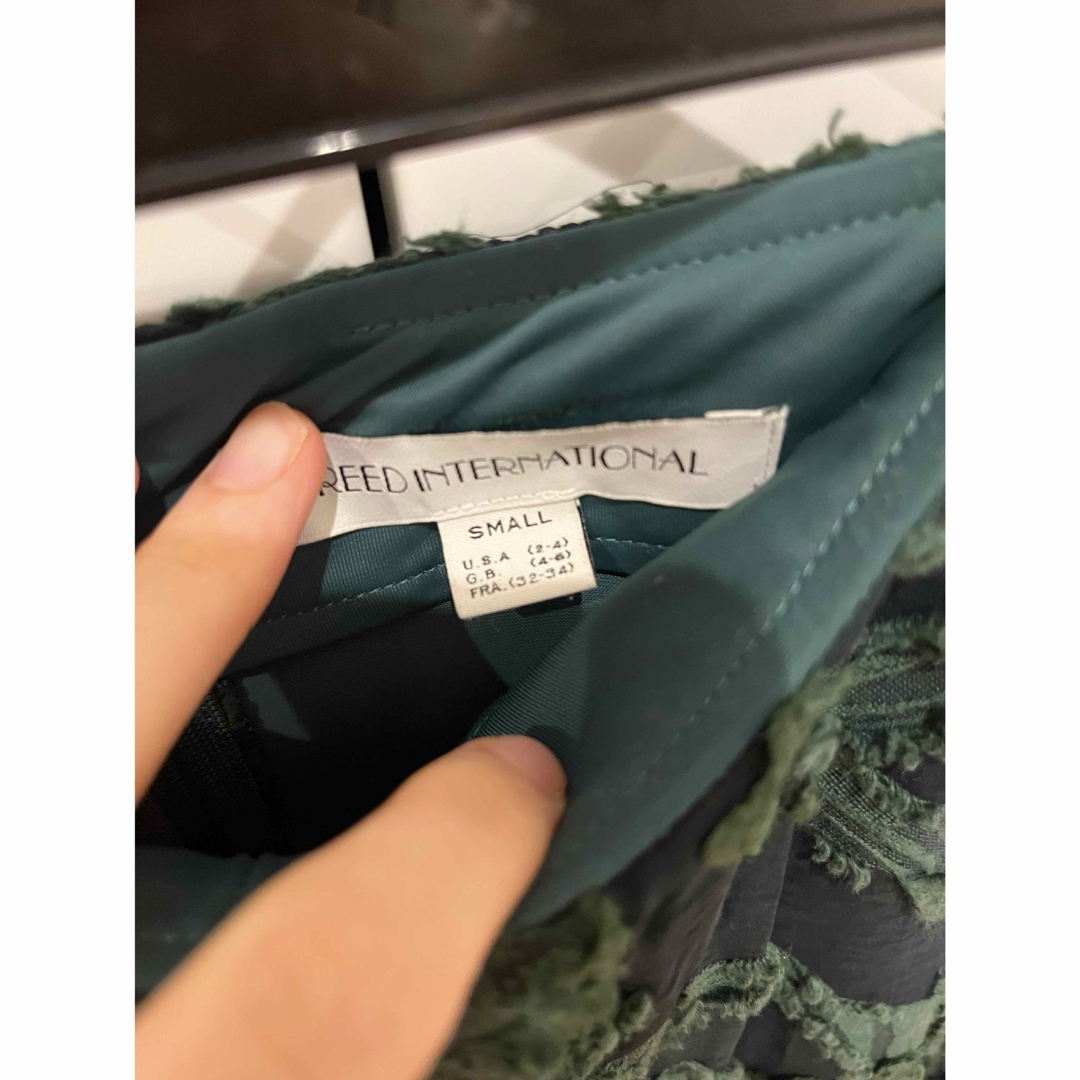 REED INTERNATIONAL
SMALL
U.S.A (2-4)
G.B. (4-6)
FRA. (32-34)